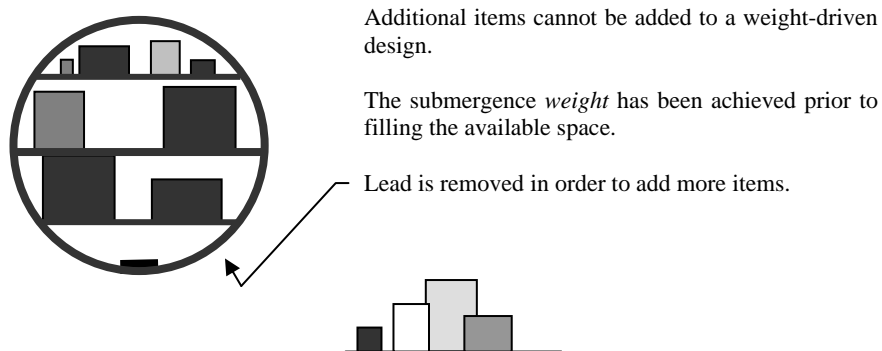 Additional items cannot be added to a weight-driven
design.
The submergence weight has been achieved prior to
filling the available space.
Lead is removed in order to add more items.